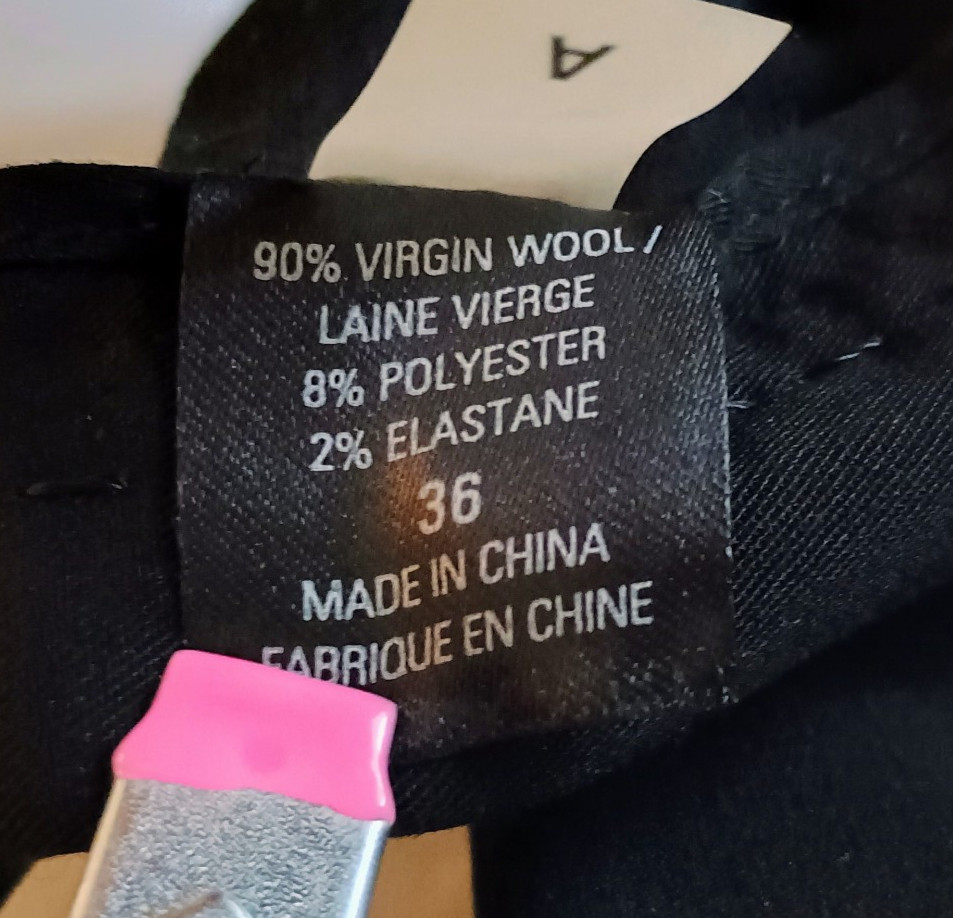 A
90% VIRGIN WOOL /
LAINE VIERGE
8% POLYESTER
2% ELASTANE
36
MADE IN CHINA
FABRIQUE EN CHINE